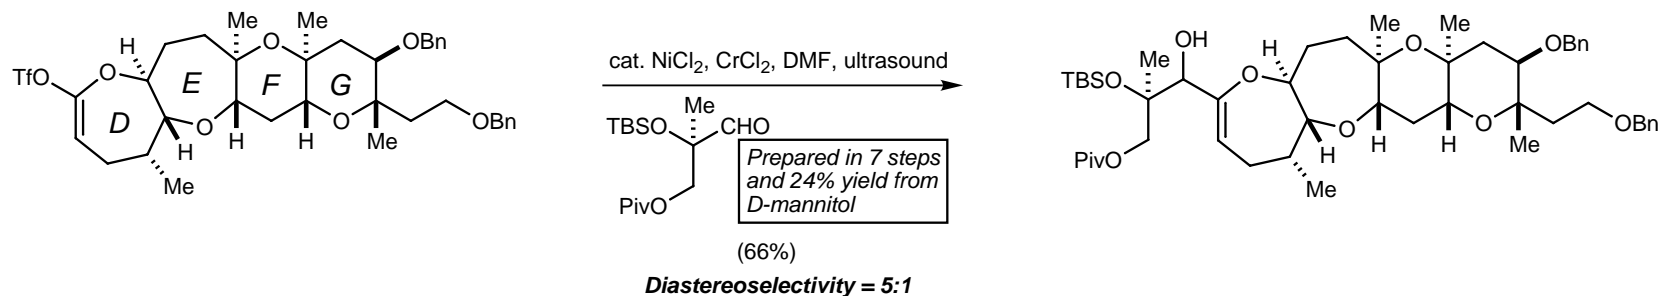 Me
Me
OBn
H
O
TfO
O
E
F
G
D
O
H
H
O
Me
OBn
H
Me
cat. NiCl2, CrCl2, DMF, ultrasound
Me
TBSO
CHO
PivO
Prepared in 7 steps
and 24% yield from
D-mannitol
(66%)
Diastereoselectivity = 5:1
Me
Me
OH
OBn
Me
H
O
TBSO
O
O
H
H
O
Me
OBn
PivO
H
Me